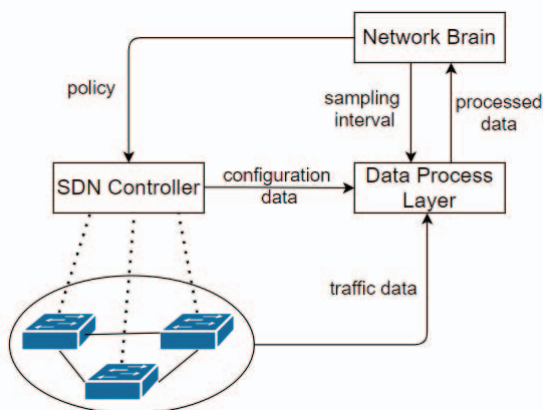 Network Brain
policy
sampling
interval
processed
data
SDN Controller
configuration
data
Data Process
Layer
traffic data